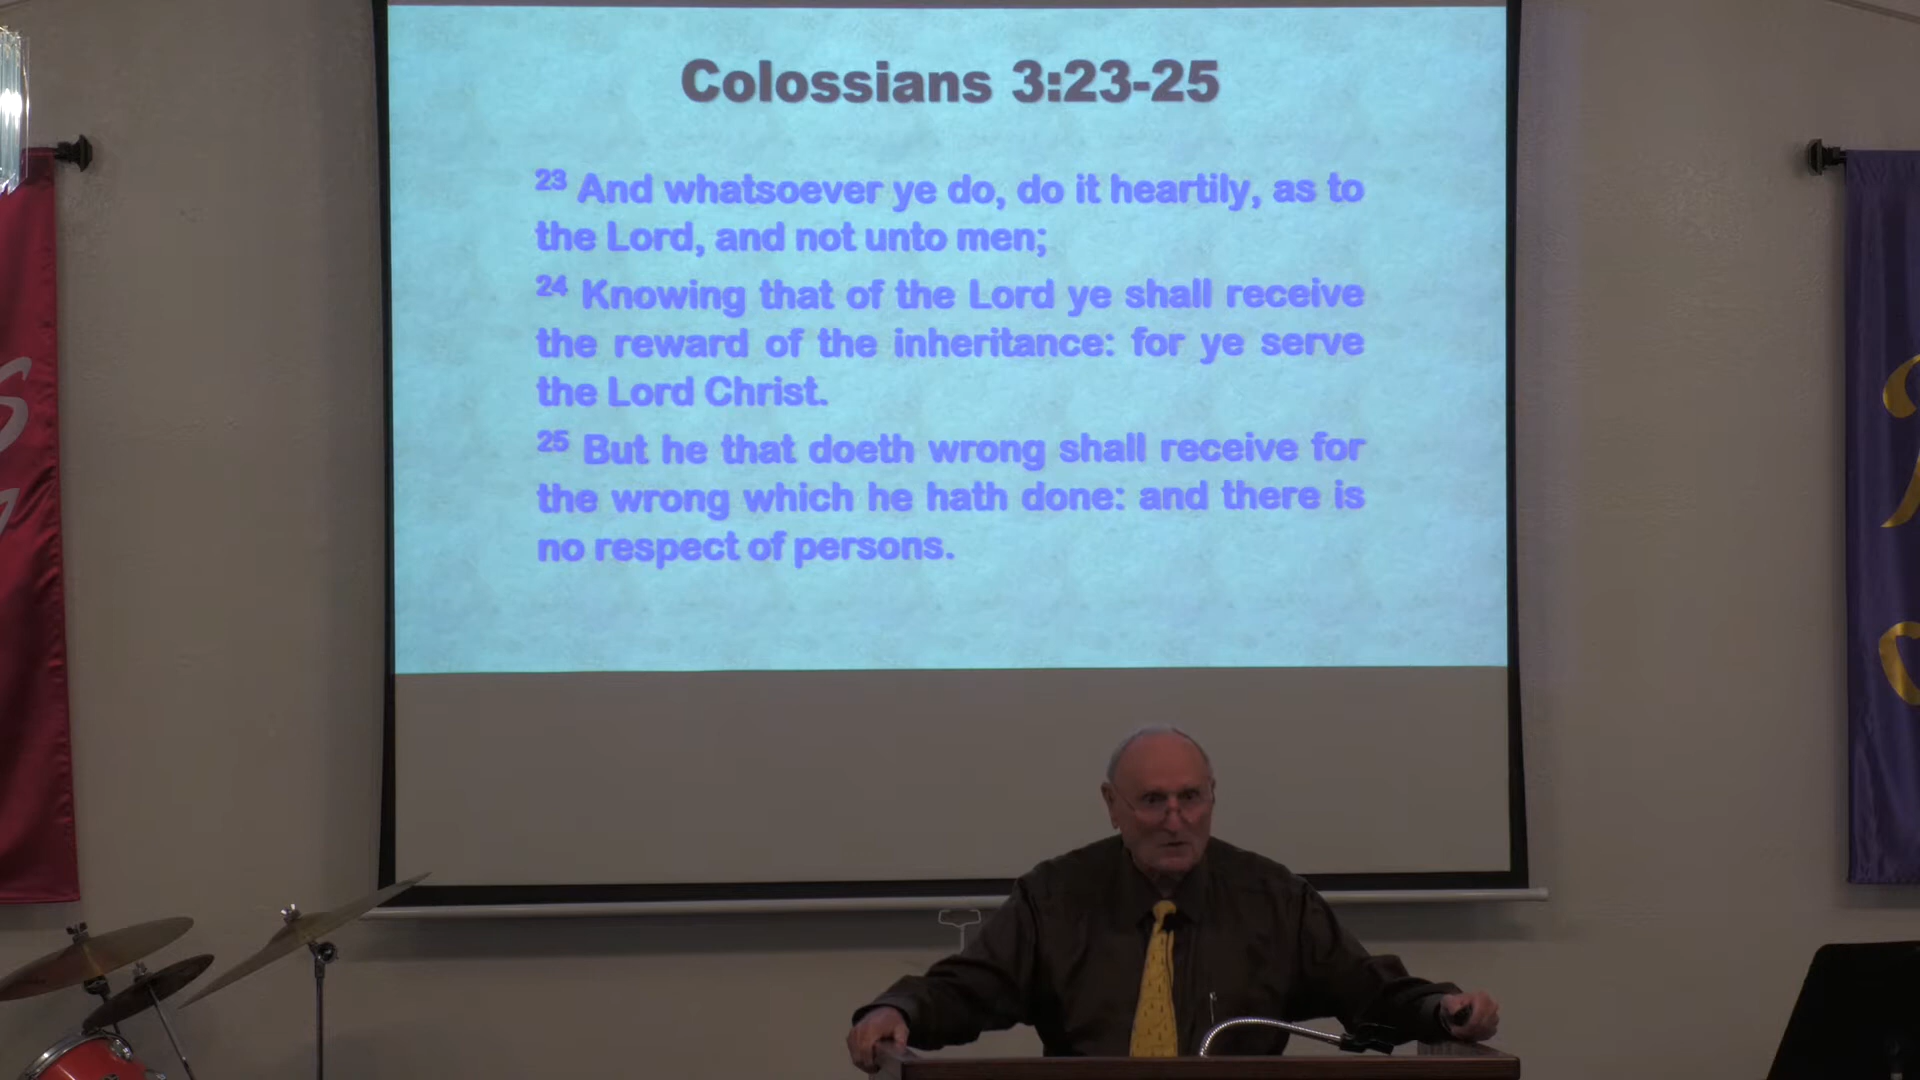 Colossians 3:23-25
23 And whatsoever ye do, do it heartily, as to
the Lord, and not unto men;
24 Knowing that of the Lord ye shall receive
the reward of the inheritance: for ye serve
the Lord Christ.
25 But he that doeth wrong shall receive for
the wrong which he hath done: and there is
no respect of persons.